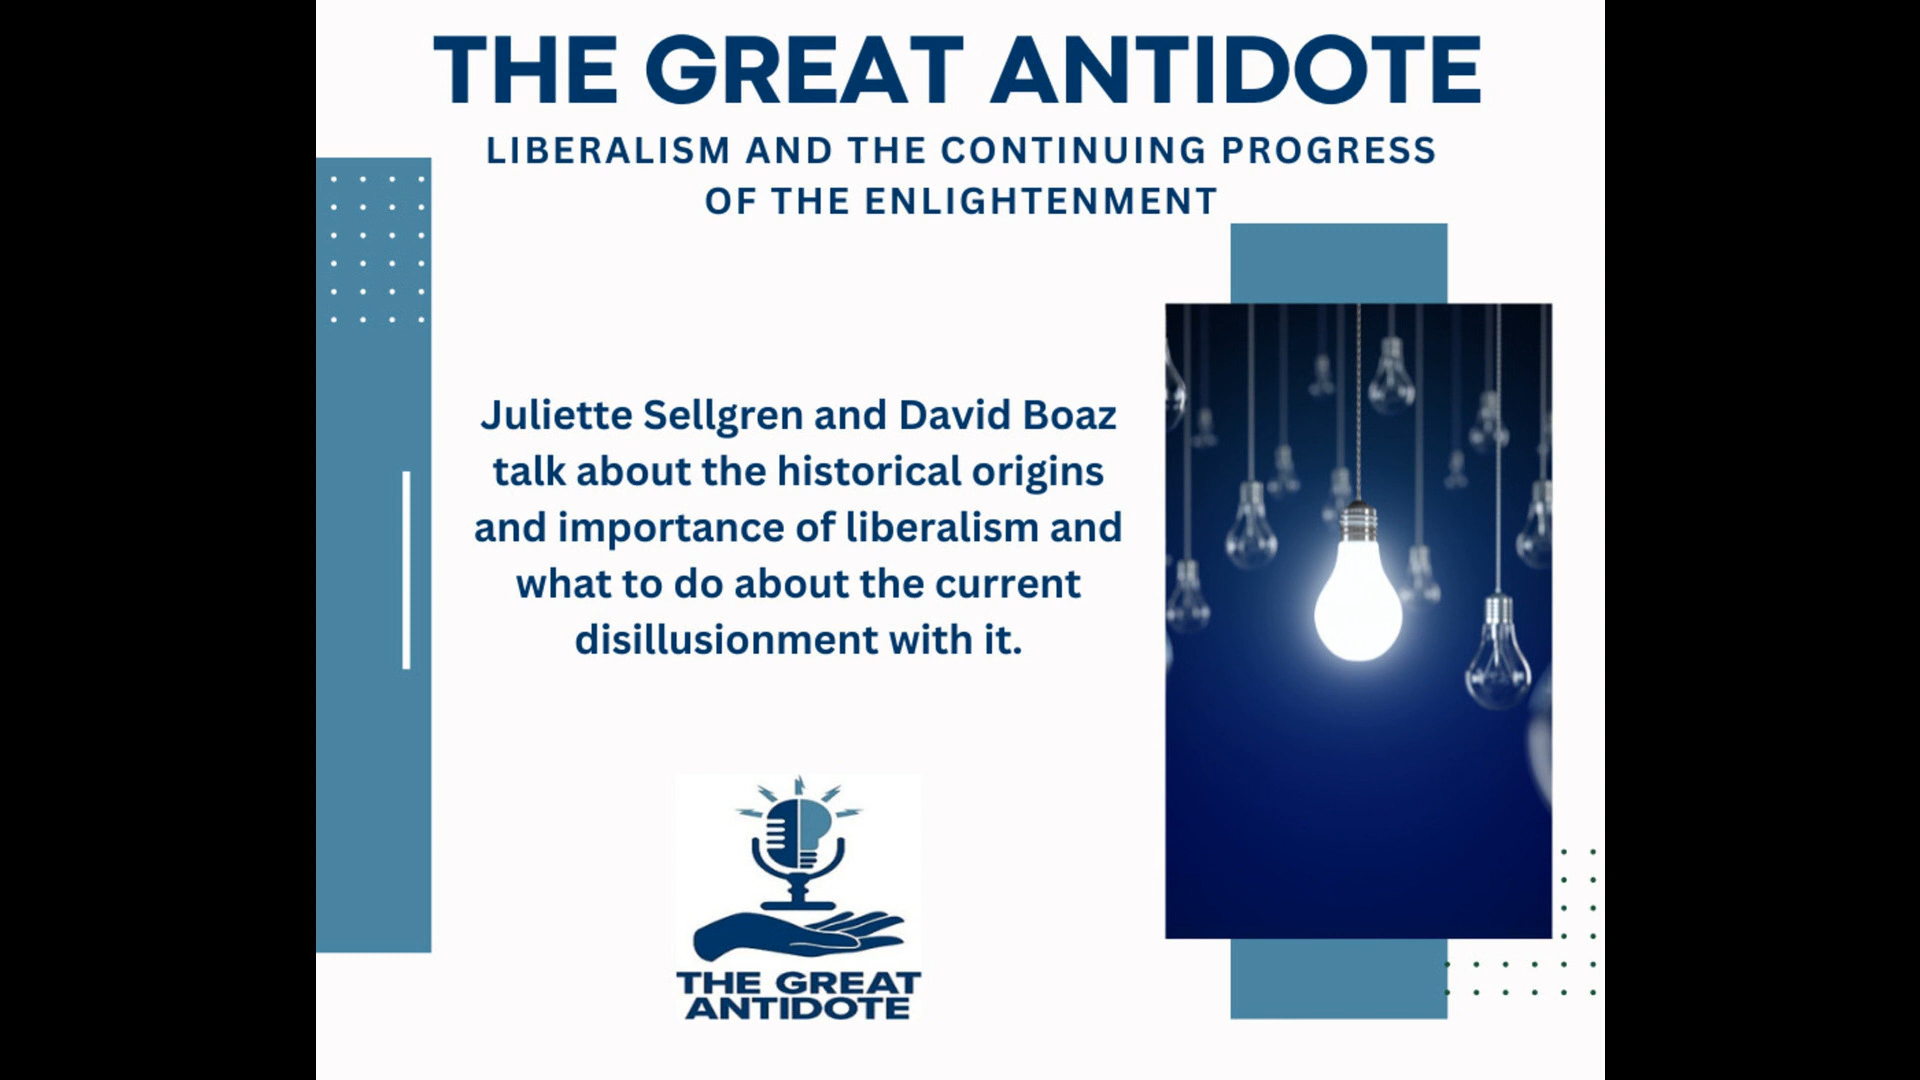 THE GREAT ANTIDOTE
LIBERALISM AND THE CONTINUING PROGRESS
OF THE ENLIGHTENMENT
Juliette Sellgren and David Boaz
talk about the historical origins
and importance of liberalism and
what to do about the current
disillusionment with it.
THE GREAT
ANTIDOTE